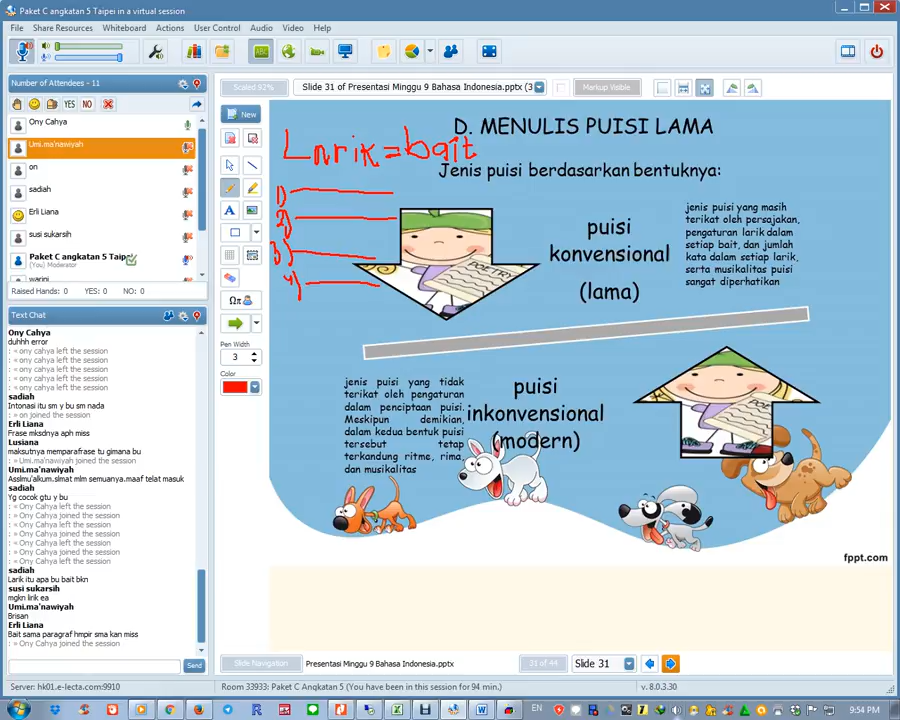 Paket C angkatan 5 Taipei in a virtual session
File Share Resources Whiteboard Actions User Control Audio Video Help
ABC
Number of Attendees - 11
YES NO
Ony Cahya
Umi.ma'nawiyah
on
sadiah
Erli Liana
susi sukarsih
Paket C angkatan 5 Taip
(You) Moderator
warini
Raised Hands: 0 YES: 0 NO: 0
Text Chat
Ony Cahya
duhhh error
: » ony cahya left the session
: » ony cahya left the session
: » ony cahya left the session
: » ony cahya left the session
sadiah
Intonasi itu sm y bu sm nada
: » on joined the session
Erli Liana
Frase mksdnya aph miss
Lusiana
maksutnya memparafrase tu gimana bu
: » Umi.ma'nawiyah joined the session
Umi.ma'nawiyah
Asslmu'alkum.slmat mlm semuanya.maaf telat masuk
sadiah
Yg cocok gtu y bu
: » Ony Cahya left the session
: » Ony Cahya joined the session
: » Ony Cahya left the session
: » Ony Cahya joined the session
: » Ony Cahya joined the session
: » Ony Cahya left the session
sadiah
Larik itu apa bu bait bkn
susi sukarsih
mgkn lirik ea
Umi.ma'nawiyah
Brisan
Erli Liana
Bait sama paragraf hmpir sma kan miss
: » Ony Cahya joined the session
Send
Scaled 92%
Slide 31 of Presentasi Minggu 9 Bahasa Indonesia.pptx (3
Markup Visible
New
A
Ωπ
Pen Width
3
Color
D. MENULIS PUISI LAMA
Larik=bait
Jenis puisi berdasarkan bentuknya:
1)
2)
3)
4)
POETRY
puisi
konvensional
(lama)
jenis puisi yang masih
terikat oleh persajakan,
pengaturan larik dalam
setiap bait, dan jumlah
kata dalam setiap larik,
serta musikalitas puisi
sangat diperhatikan
jenis puisi yang tidak
terikat oleh pengaturan
dalam penciptaan puisi.
Meskipun demikian,
dalam kedua bentuk puisi
tersebut tetap
terkandung ritme, rima,
dan musikalitas
puisi
inkonvensional
(modern)
fppt.com
Slide Navigation
Presentasi Minggu 9 Bahasa Indonesia.pptx
31 of 44
Slide 31
Server: hk01.e-lecta.com:9910
Room 33933: Paket C Angkatan 5 (You have been in this session for 94 min.)
v. 8.0.3.30
EN
9:54 PM